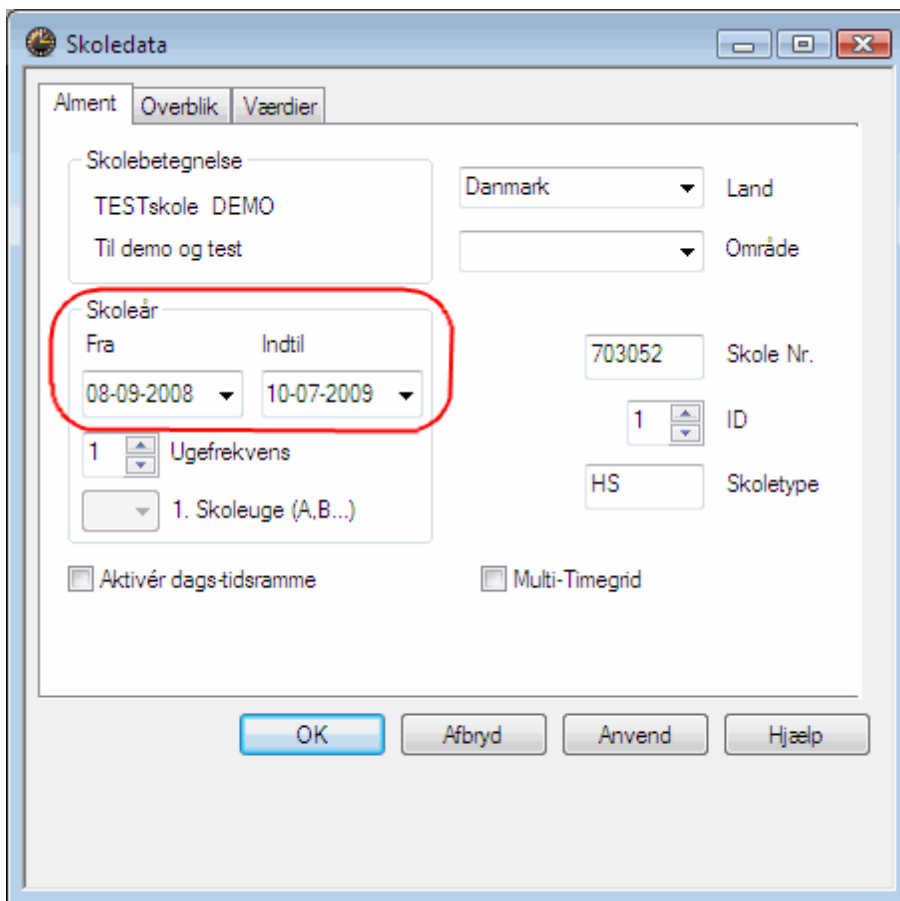 Skoledata
Alment Overblik Værdier
Skolebetegnelse
TESTskole DEMO
Til demo og test
Danmark Land
Område
Skoleår
Fra Indtil
08-09-2008 10-07-2009
703052 Skole Nr.
1 Ugefrekvens
1 ID
1. Skoleuge (A,B...)
HS Skoletype
Aktivér dags-tidsramme Multi-Timegrid
OK Afbryd Anvend Hjælp